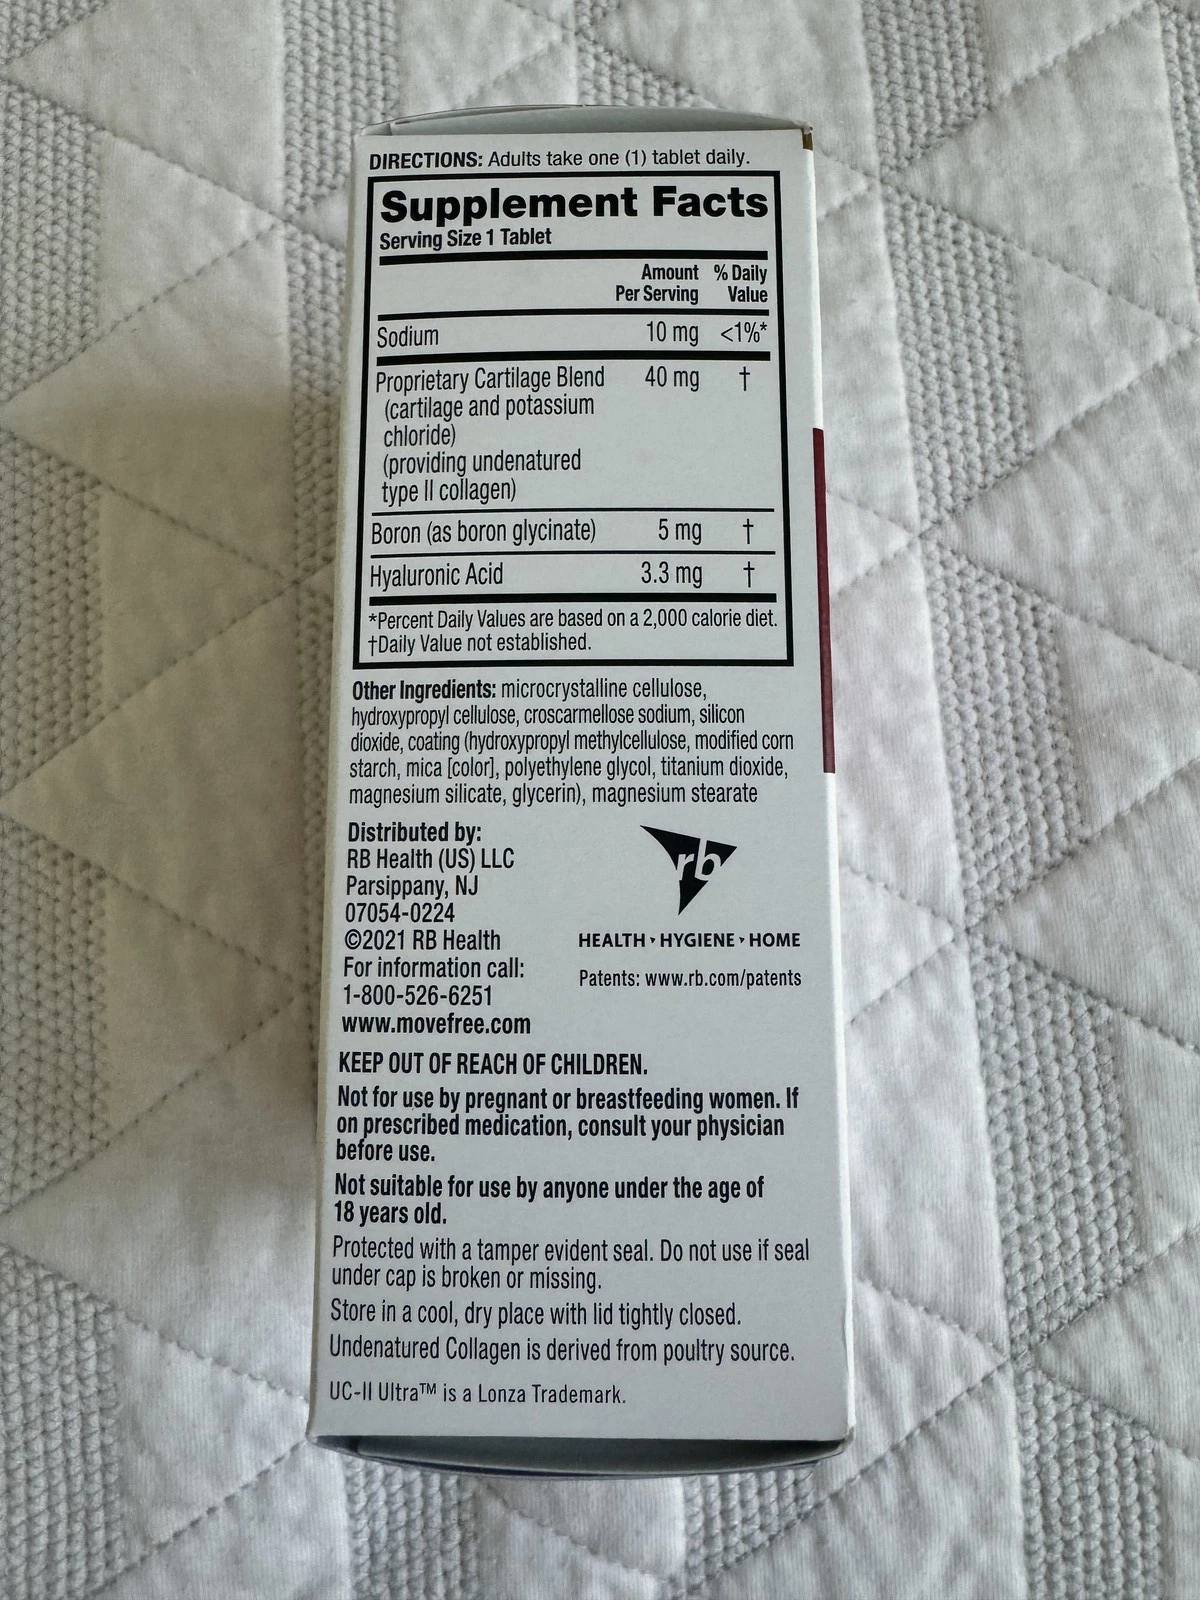 DIRECTIONS: Adults take one (1) tablet daily.
Supplement Facts
Serving Size 1 Tablet
Amount Per Serving % Daily Value
Sodium 10 mg <1%*
Proprietary Cartilage Blend 40 mg †
(cartilage and potassium
chloride)
(providing undenatured
type II collagen)
Boron (as boron glycinate) 5 mg †
Hyaluronic Acid 3.3 mg †
*Percent Daily Values are based on a 2,000 calorie diet.
†Daily Value not established.
Other Ingredients: microcrystalline cellulose,
hydroxypropyl cellulose, croscarmellose sodium, silicon
dioxide, coating (hydroxypropyl methylcellulose, modified corn
starch, mica [color], polyethylene glycol, titanium dioxide,
magnesium silicate, glycerin), magnesium stearate
Distributed by:
RB Health (US) LLC
Parsippany, NJ
07054-0224
©2021 RB Health
For information call:
1-800-526-6251
www.movefree.com
rb
HEALTH › HYGIENE › HOME
Patents: www.rb.com/patents
KEEP OUT OF REACH OF CHILDREN.
Not for use by pregnant or breastfeeding women. If
on prescribed medication, consult your physician
before use.
Not suitable for use by anyone under the age of
18 years old.
Protected with a tamper evident seal. Do not use if seal
under cap is broken or missing.
Store in a cool, dry place with lid tightly closed.
Undenatured Collagen is derived from poultry source.
UC-II Ultra™ is a Lonza Trademark.